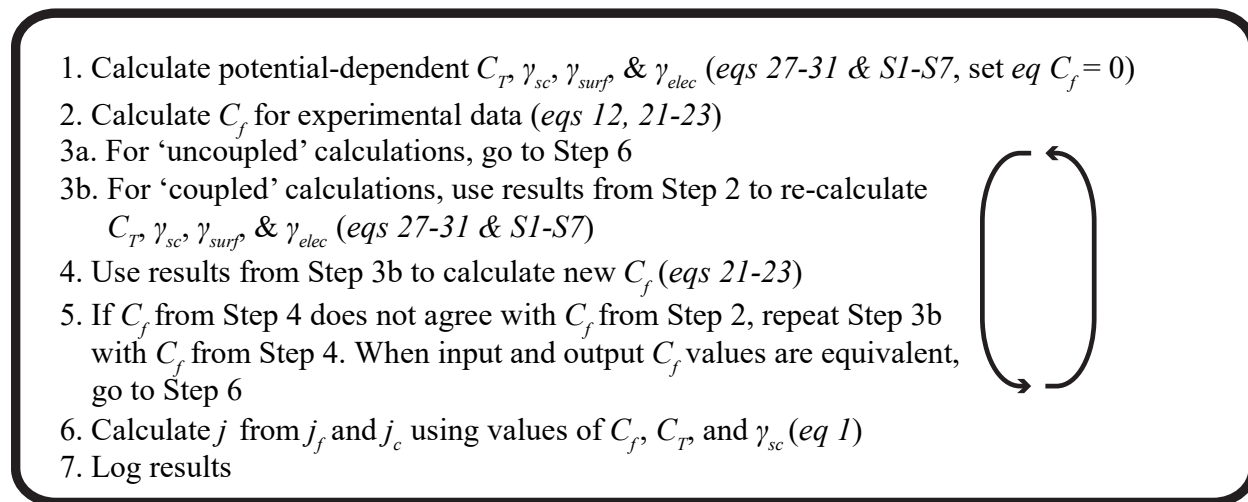 1. Calculate potential-dependent C_T, γ_sc, γ_surf, & γ_elec (eqs 27-31 & S1-S7, set eq C_f = 0)
2. Calculate C_f for experimental data (eqs 12, 21-23)
3a. For ‘uncoupled’ calculations, go to Step 6
3b. For ‘coupled’ calculations, use results from Step 2 to re-calculate
C_T, γ_sc, γ_surf, & γ_elec (eqs 27-31 & S1-S7)
4. Use results from Step 3b to calculate new C_f (eqs 21-23)
5. If C_f from Step 4 does not agree with C_f from Step 2, repeat Step 3b
with C_f from Step 4. When input and output C_f values are equivalent,
go to Step 6
6. Calculate j from j_f and j_c using values of C_f, C_T, and γ_sc (eq 1)
7. Log results